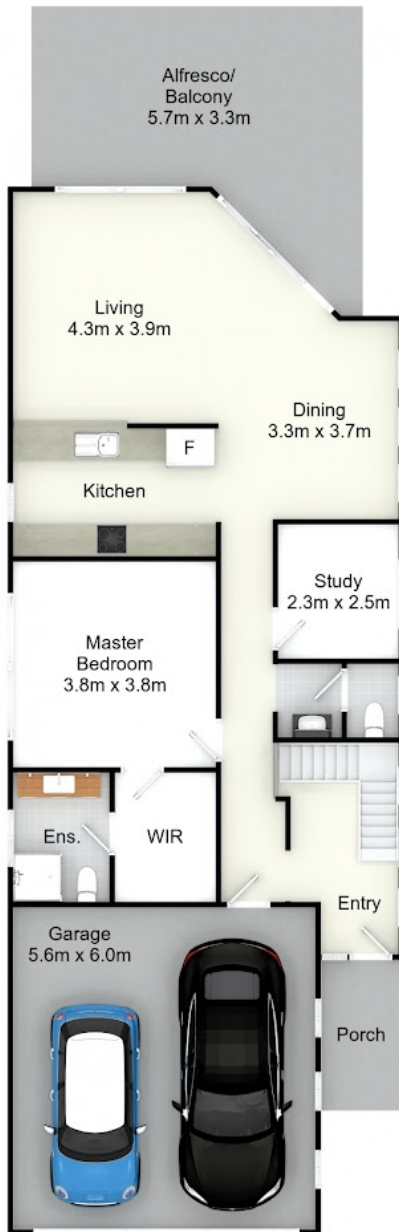 Alfresco/
Balcony
5.7m x 3.3m
Living
4.3m x 3.9m
Dining
3.3m x 3.7m
F
Kitchen
Study
2.3m x 2.5m
Master
Bedroom
3.8m x 3.8m
Ens.
WIR
Entry
Garage
5.6m x 6.0m
Porch